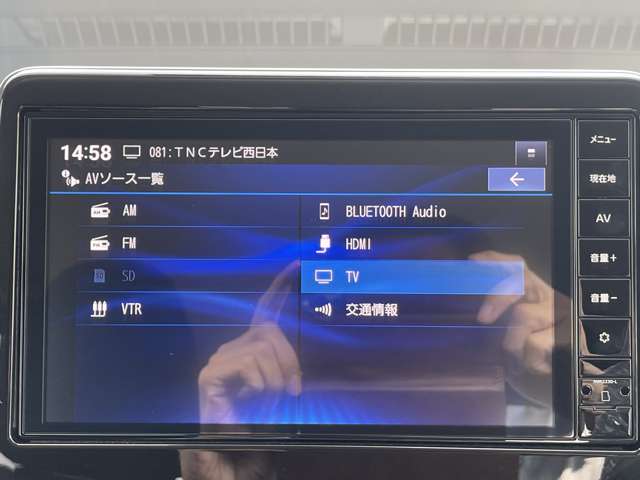 14:58 081:TNCテレビ西日本
AVソース一覧
AM
BLUETOOTH Audio
FM
HDMI
SD
TV
VTR
交通情報
メニュー
現在地
AV
音量+
音量-